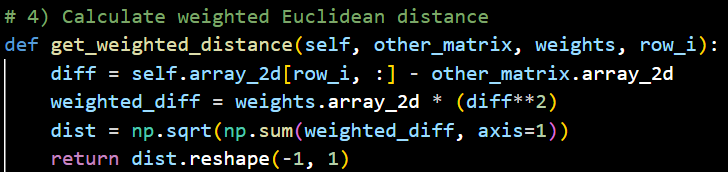 # 4) Calculate weighted Euclidean distance
def get_weighted_distance(self, other_matrix, weights, row_i):
    diff = self.array_2d[row_i, :] - other_matrix.array_2d
    weighted_diff = weights.array_2d * (diff**2)
    dist = np.sqrt(np.sum(weighted_diff, axis=1))
    return dist.reshape(-1, 1)